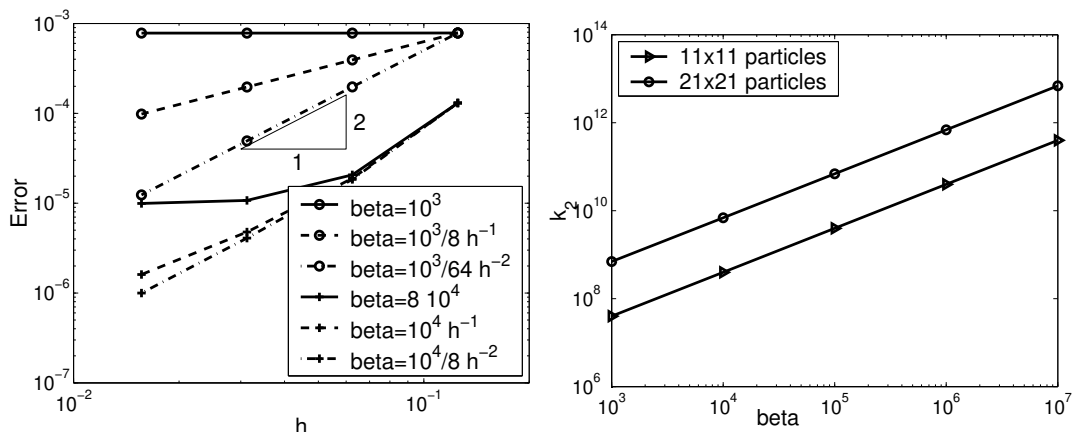 10^−3
10^−4
10^−5
10^−6
10^−7
Error
10^−2
10^−1
h
2
1
beta=10^3
beta=10^3/8 h^−1
beta=10^3/64 h^−2
beta=8 10^4
beta=10^4 h^−1
beta=10^4/8 h^−2
10^14
10^12
10^10
10^8
10^6
k_2
11x11 particles
21x21 particles
10^3
10^4
10^5
10^6
10^7
beta